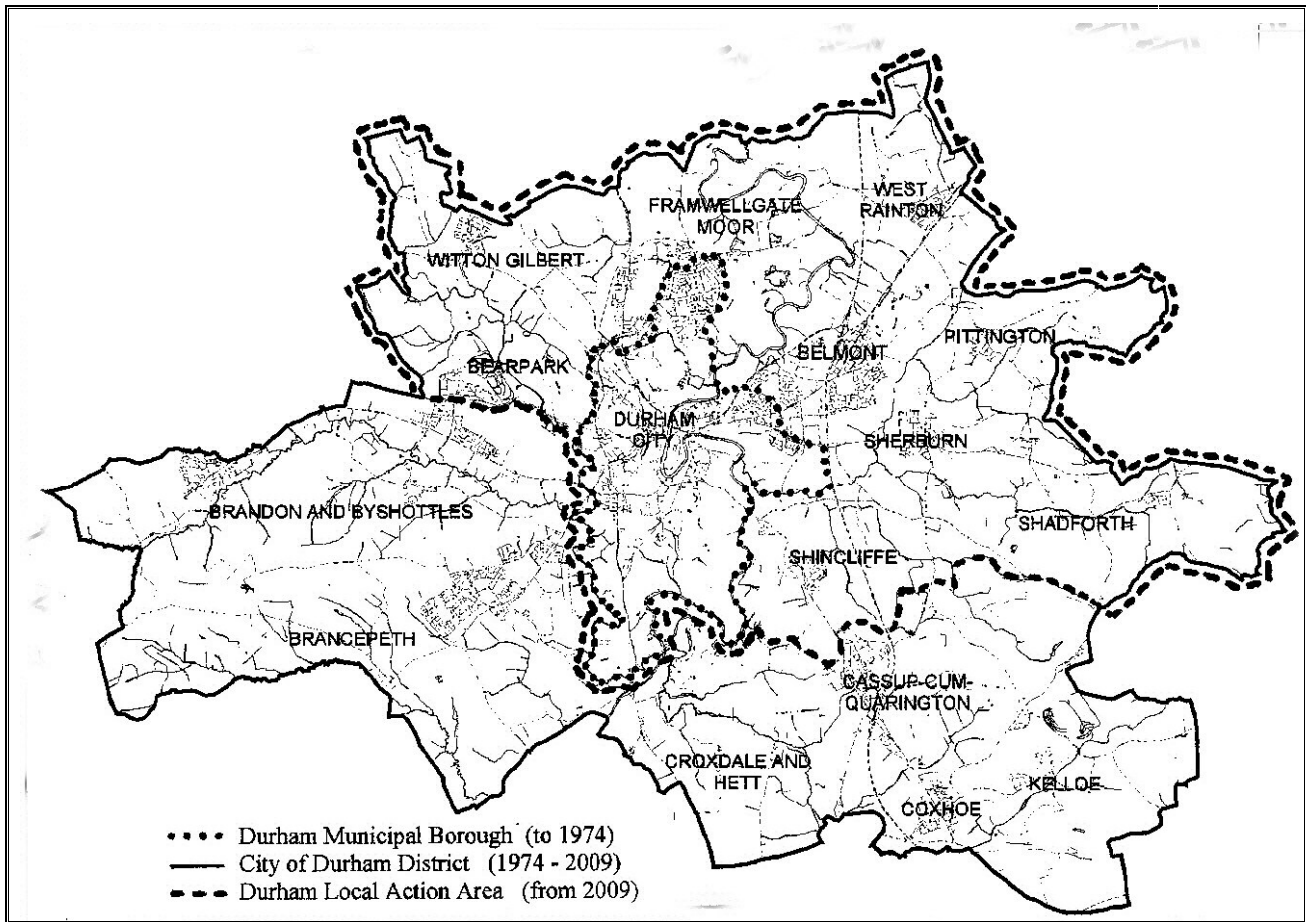 FRAMWELLGATE
MOOR
WEST
RAINTON
WITTON GILBERT
PITTINGTON
BELMONT
BEARPARK
DURHAM
CITY
SHERBURN
BRANDON AND BYSHOTTLES
SHADFORTH
SHINCLIFFE
BRANCEPETH
CASSUP-CUM-
QUARINGTON
CROXDALE AND
HETT
KELLOE
COXHOE
Durham Municipal Borough (to 1974)
City of Durham District (1974 - 2009)
Durham Local Action Area (from 2009)